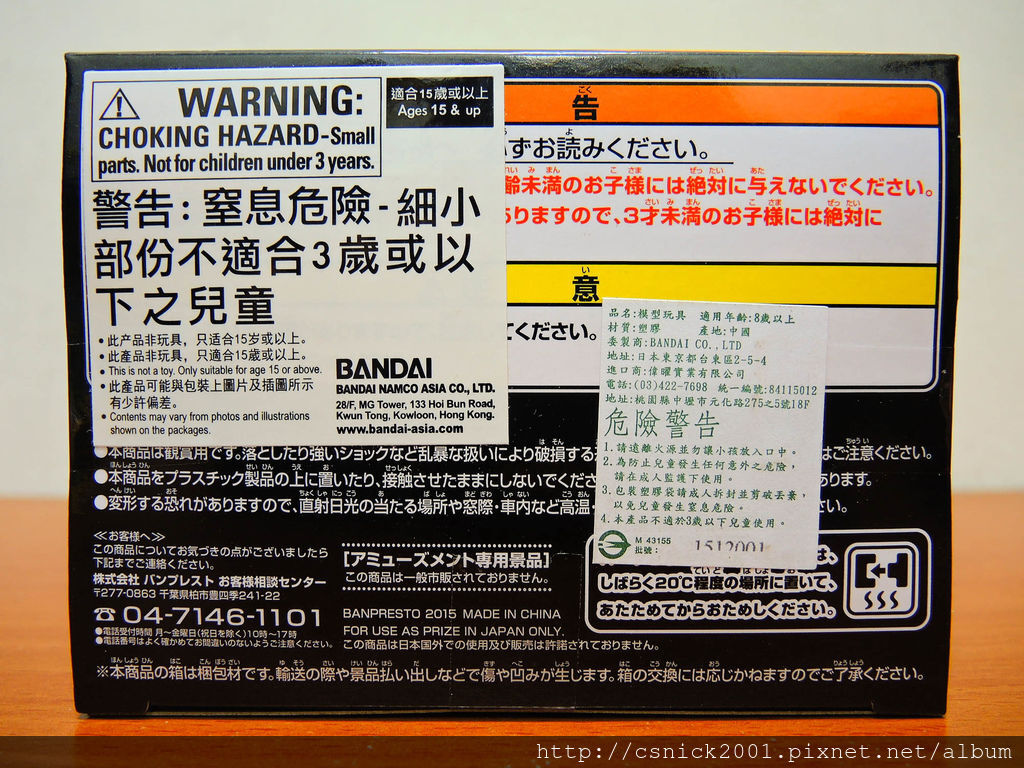 WARNING:
CHOKING HAZARD-Small
parts. Not for children under 3 years.
適合15歲或以上
Ages 15 & up
警告:窒息危險-細小
部份不適合3歲或以
下之兒童
•此产品非玩具，只适合15岁或以上。
•此產品非玩具，只適合15歲或以上。
•This is not a toy. Only suitable for age 15 or above.
•此產品可能與包裝上圖片及插圖所示
有少許偏差。
•Contents may vary from photos and illustrations
shown on the packages.
BANDAI
BANDAI NAMCO ASIA CO., LTD.
28/F, MG Tower, 133 Hoi Bun Road,
Kwun Tong, Kowloon, Hong Kong.
www.bandai-asia.com
告
ずお読みください。
齢未満のお子様には絶対に与えないでください。
ありますので、3才未満のお子様には絶対に
意
てください。
品名:模型玩具 適用年齡:8歲以上
材質:塑膠 產地:中國
委製商:BANDAI CO.,LTD
地址:日本東京都台東區2-5-4
進口商:偉曜實業有限公司
電話:(03)422-7698 統一編號:84115012
地址:桃園縣中壢市元化路275之5號18F
危險警告
1.請遠離火源並勿讓小孩放入口中。
2.為防止兒童發生任何意外之危險，
請在成人監護下使用。
3.包裝塑膠袋請成人拆封並剪破丟棄，
以免兒童發生窒息危險。
4.本產品不適於3歲以下兒童使用。
M 43155
批號: 1512001
●本商品は観賞用です。落としたり強いショックなど乱暴な扱いにより破損する
はご注意ください。
●本商品をプラスチック製品の上に置いたり、接触させたままにしないでくださ
ります。
●変形する恐れがありますので、直射日光の当たる場所や窓際・車内など高温・
い。
≪お客様へ≫
この商品についてお気づきの点がございましたら
下記までご連絡ください。
株式会社 バンプレスト お客様相談センター
〒277-0863 千葉県柏市豊四季241-22
☎04-7146-1101
●電話受付時間 月〜金曜日(祝日を除く)10時〜17時
●電話番号はよく確かめてお間違いのないようご注意ください。
[アミューズメント専用景品]
この商品は一般市販されておりません。
BANPRESTO 2015 MADE IN CHINA
FOR USE AS PRIZE IN JAPAN ONLY.
この商品は日本国外での使用及び販売は許諾されておりません。
は、
しばらく20℃程度の場所に置いて、
あたためてからおためしください。
※本商品の箱は梱包材です。輸送の際や景品払い出しなどで傷や凹みが生じます。箱の交換には応じかねますのでご了承ください。
http://csnick2001.pixnet.net/album